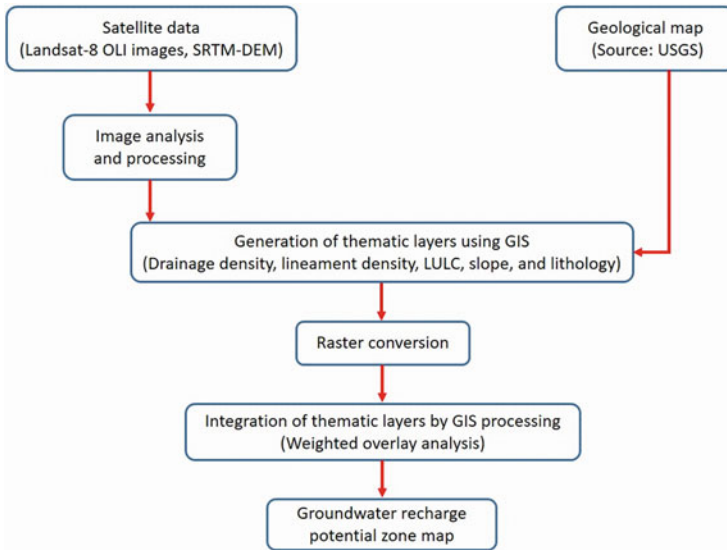 Satellite data
(Landsat-8 OLI images, SRTM-DEM)
Geological map
(Source: USGS)
Image analysis
and processing
Generation of thematic layers using GIS
(Drainage density, lineament density, LULC, slope, and lithology)
Raster conversion
Integration of thematic layers by GIS processing
(Weighted overlay analysis)
Groundwater recharge
potential zone map